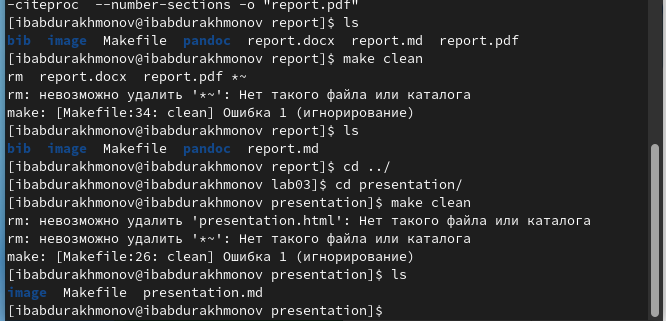 -citeproc  --number-sections -o "report.pdf"
[ibabdurakhmonov@ibabdurakhmonov report]$ ls
bib  image  Makefile  pandoc  report.docx  report.md  report.pdf
[ibabdurakhmonov@ibabdurakhmonov report]$ make clean
rm  report.docx  report.pdf *~
rm: невозможно удалить '*~': Нет такого файла или каталога
make: [Makefile:34: clean] Ошибка 1 (игнорирование)
[ibabdurakhmonov@ibabdurakhmonov report]$ ls
bib  image  Makefile  pandoc  report.md
[ibabdurakhmonov@ibabdurakhmonov report]$ cd ../
[ibabdurakhmonov@ibabdurakhmonov lab03]$ cd presentation/
[ibabdurakhmonov@ibabdurakhmonov presentation]$ make clean
rm: невозможно удалить 'presentation.html': Нет такого файла или каталога
rm: невозможно удалить '*~': Нет такого файла или каталога
make: [Makefile:26: clean] Ошибка 1 (игнорирование)
[ibabdurakhmonov@ibabdurakhmonov presentation]$ ls
image  Makefile  presentation.md
[ibabdurakhmonov@ibabdurakhmonov presentation]$